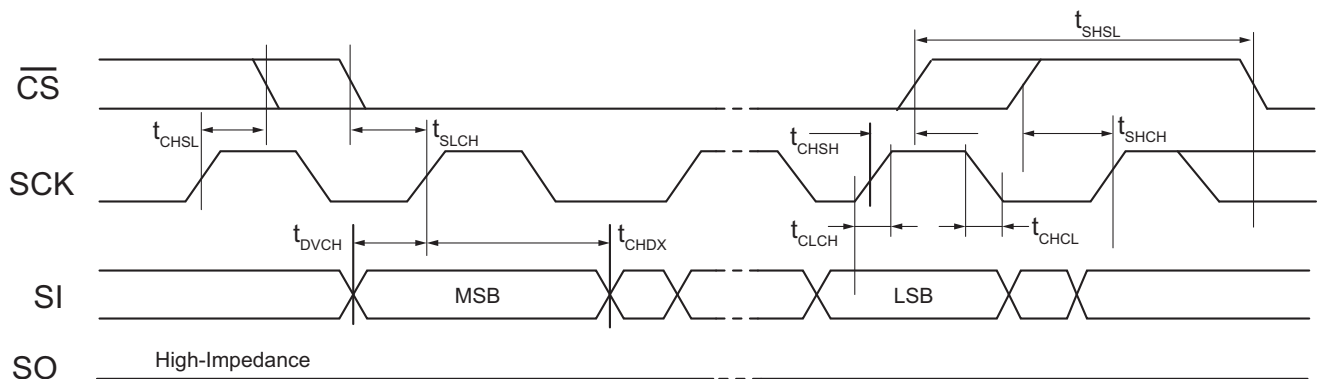 tSHSL
CS
tCHSL
tSLCH
tCHSH
tSHCH
SCK
tDVCH
tCHDX
tCLCH
tCHCL
SI
MSB
LSB
SO
High-Impedance